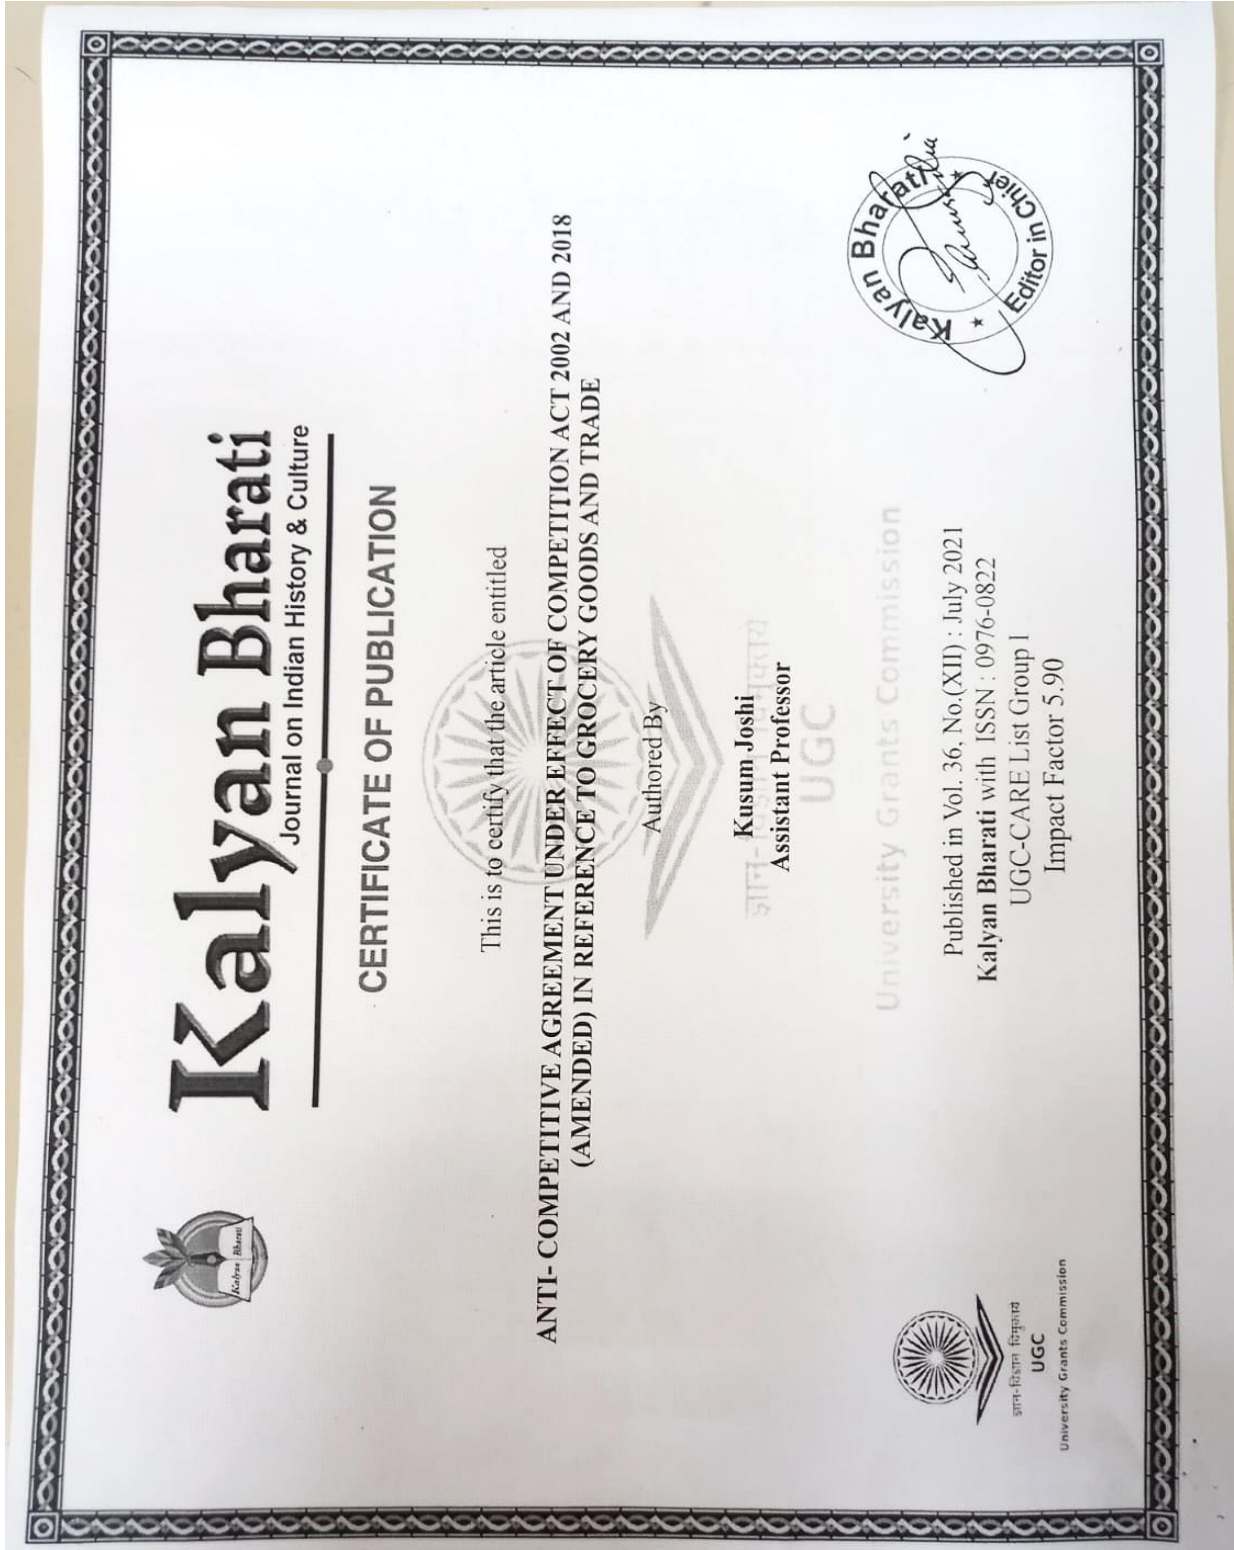 Kalyan Bharati
Kalyan Bharati
Journal on Indian History & Culture
CERTIFICATE OF PUBLICATION
This is to certify that the article entitled
ANTI- COMPETITIVE AGREEMENT UNDER EFFECT OF COMPETITION ACT 2002 AND 2018
(AMENDED) IN REFERENCE TO GROCERY GOODS AND TRADE
Authored By
Kusum Joshi
Assistant Professor
ज्ञान-विज्ञान विमुक्तये
UGC
University Grants Commission
Published in Vol. 36, No.(XII) : July 2021
Kalyan Bharati with ISSN : 0976-0822
UGC-CARE List Group I
Impact Factor 5.90
ज्ञान-विज्ञान विमुक्तये
UGC
University Grants Commission
Kalyan Bharati
Editor in Chief